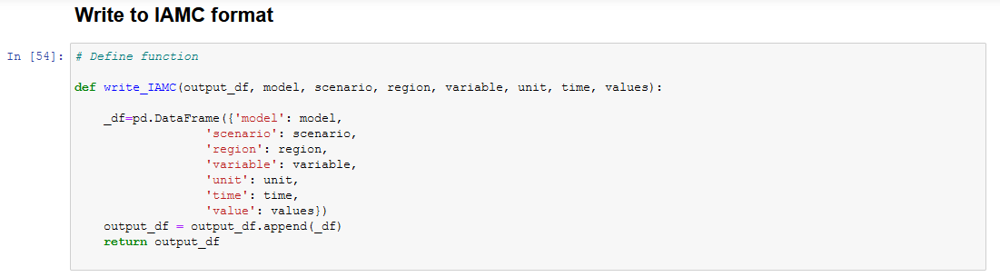 Write to IAMC format
In [54]: # Define function
def write_IAMC(output_df, model, scenario, region, variable, unit, time, values):
    _df=pd.DataFrame({'model': model,
                  'scenario': scenario,
                  'region': region,
                  'variable': variable,
                  'unit': unit,
                  'time': time,
                  'value': values})
    output_df = output_df.append(_df)
    return output_df